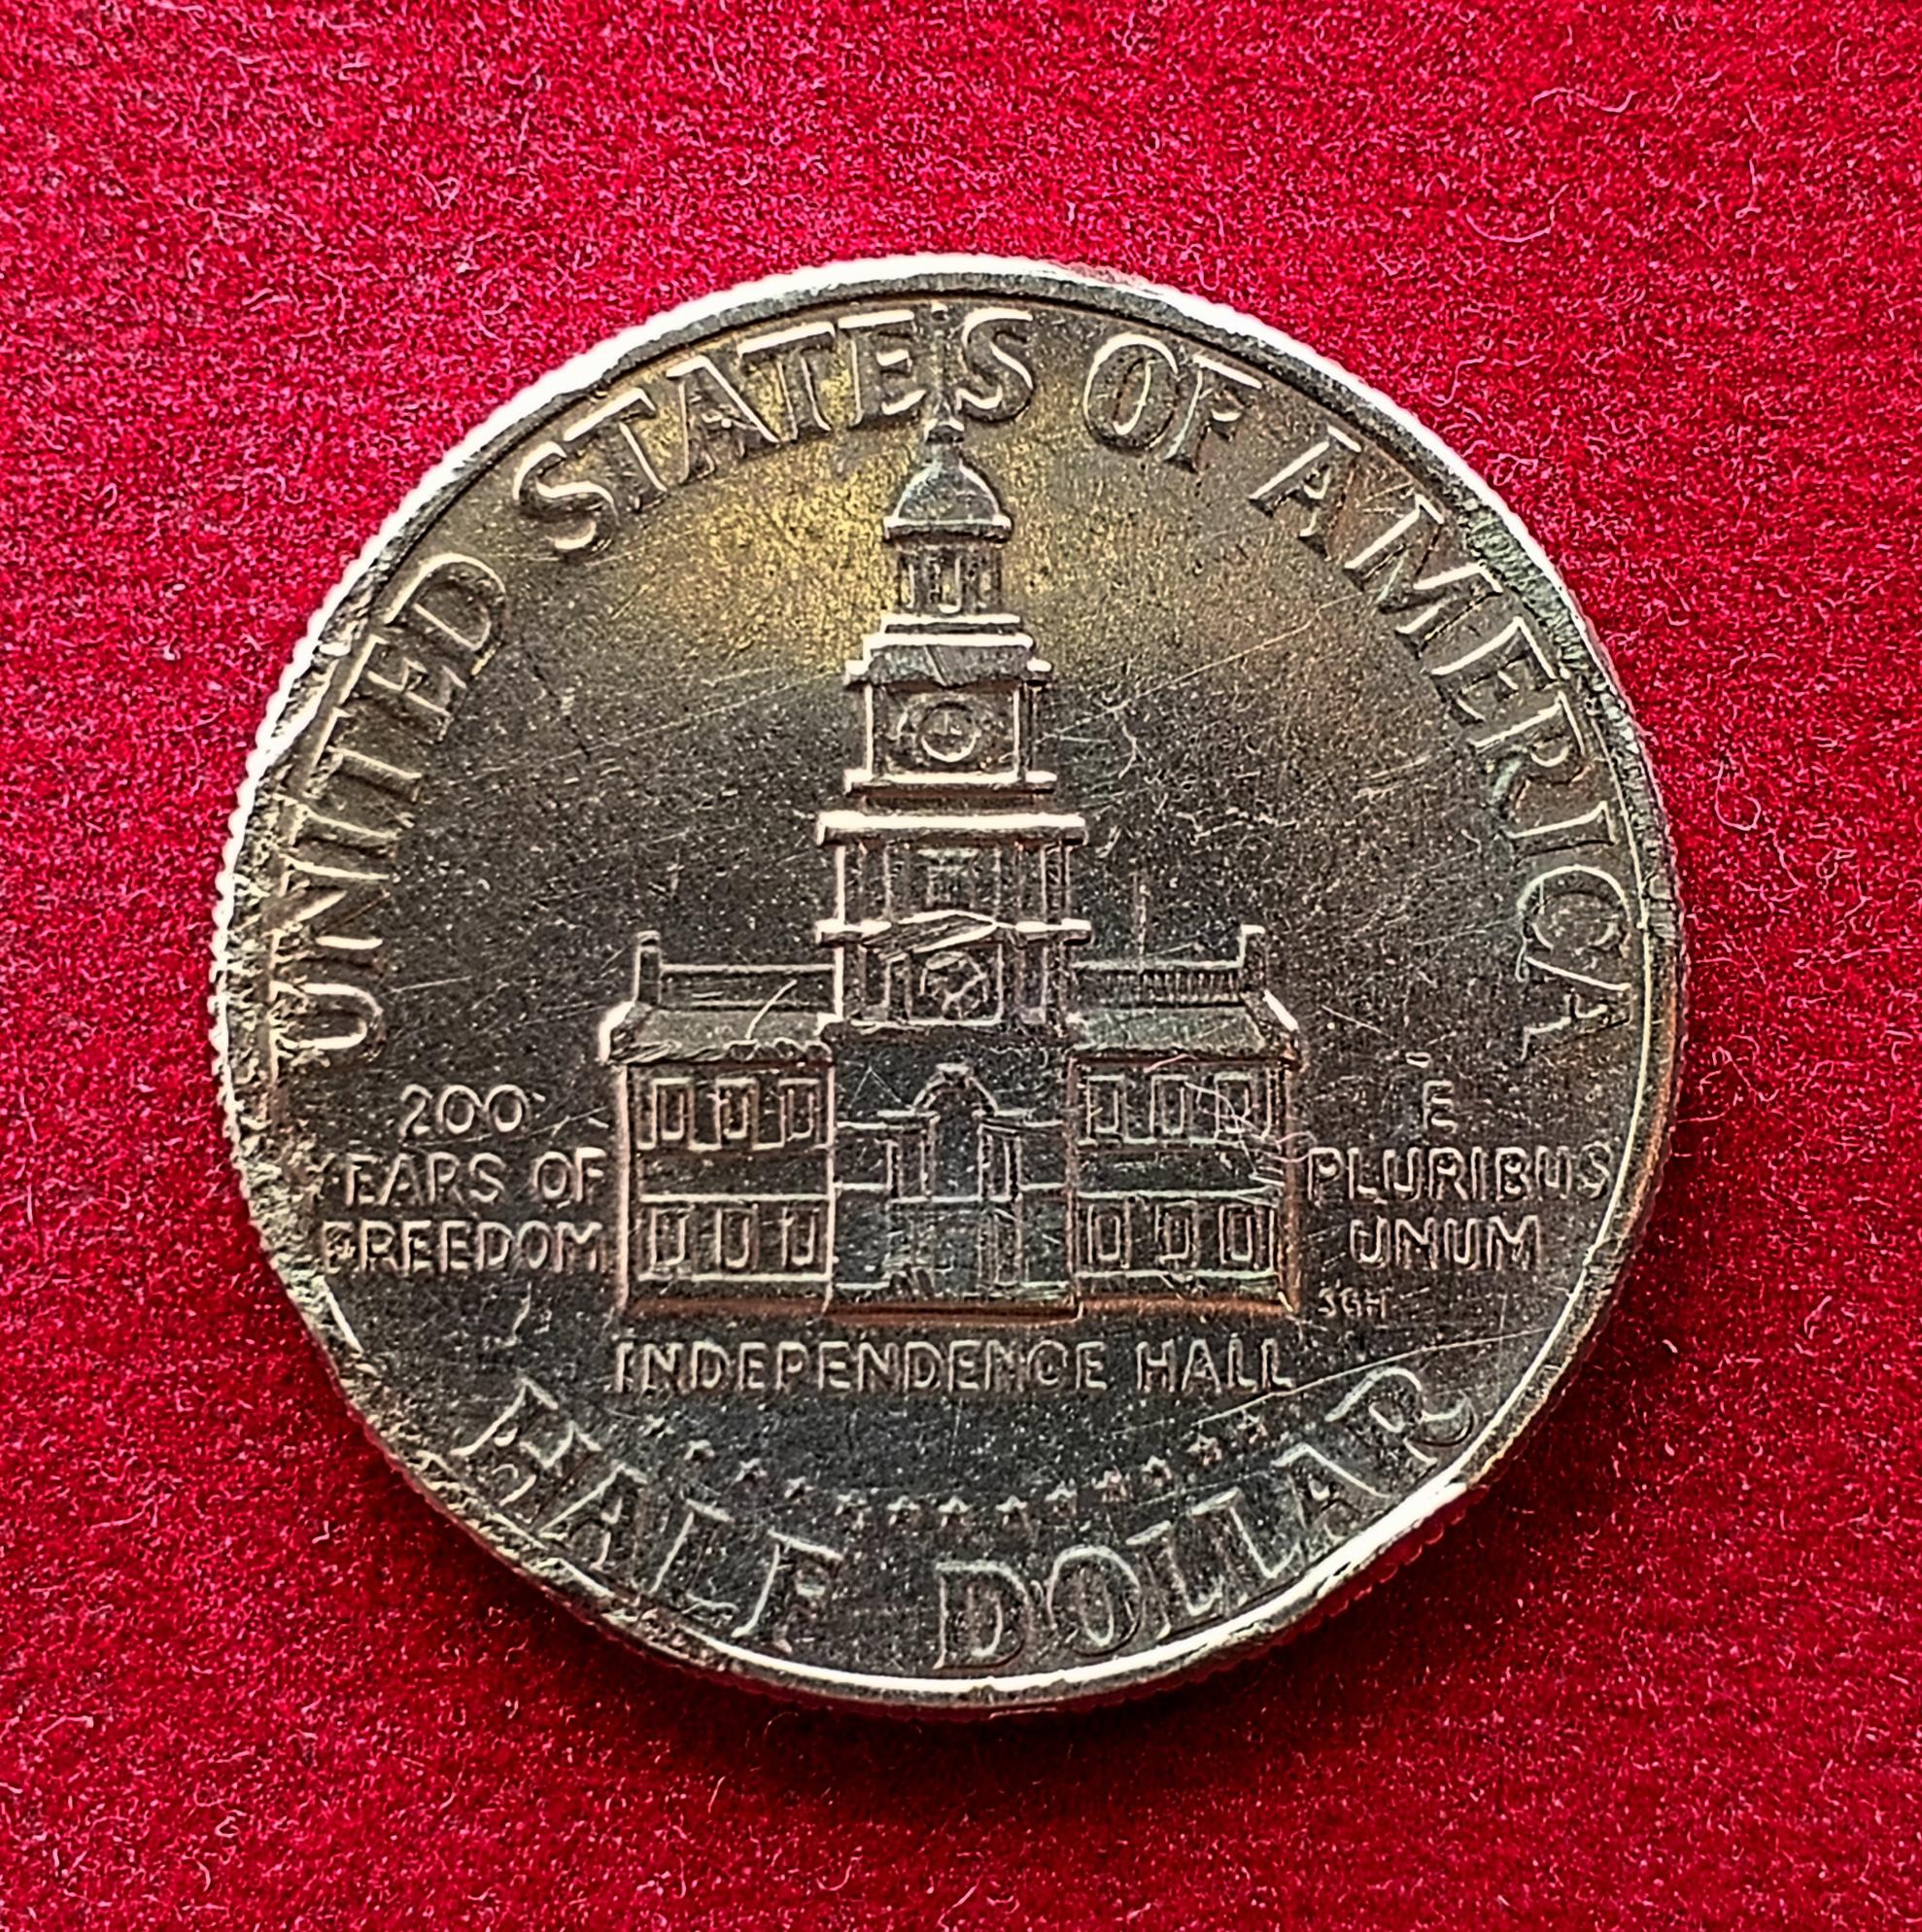 UNITED STATES OF AMERICA
200
YEARS OF
FREEDOM
E
PLURIBUS
UNUM
SGH
INDEPENDENCE HALL
HALF DOLLAR